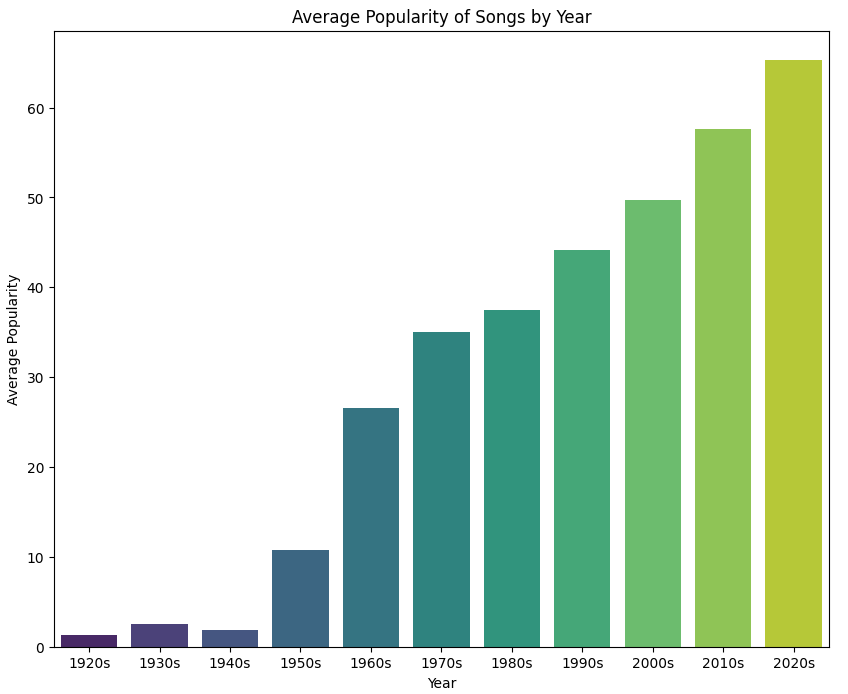 Average Popularity of Songs by Year
Average Popularity
60
50
40
30
20
10
0
1920s 1930s 1940s 1950s 1960s 1970s 1980s 1990s 2000s 2010s 2020s
Year